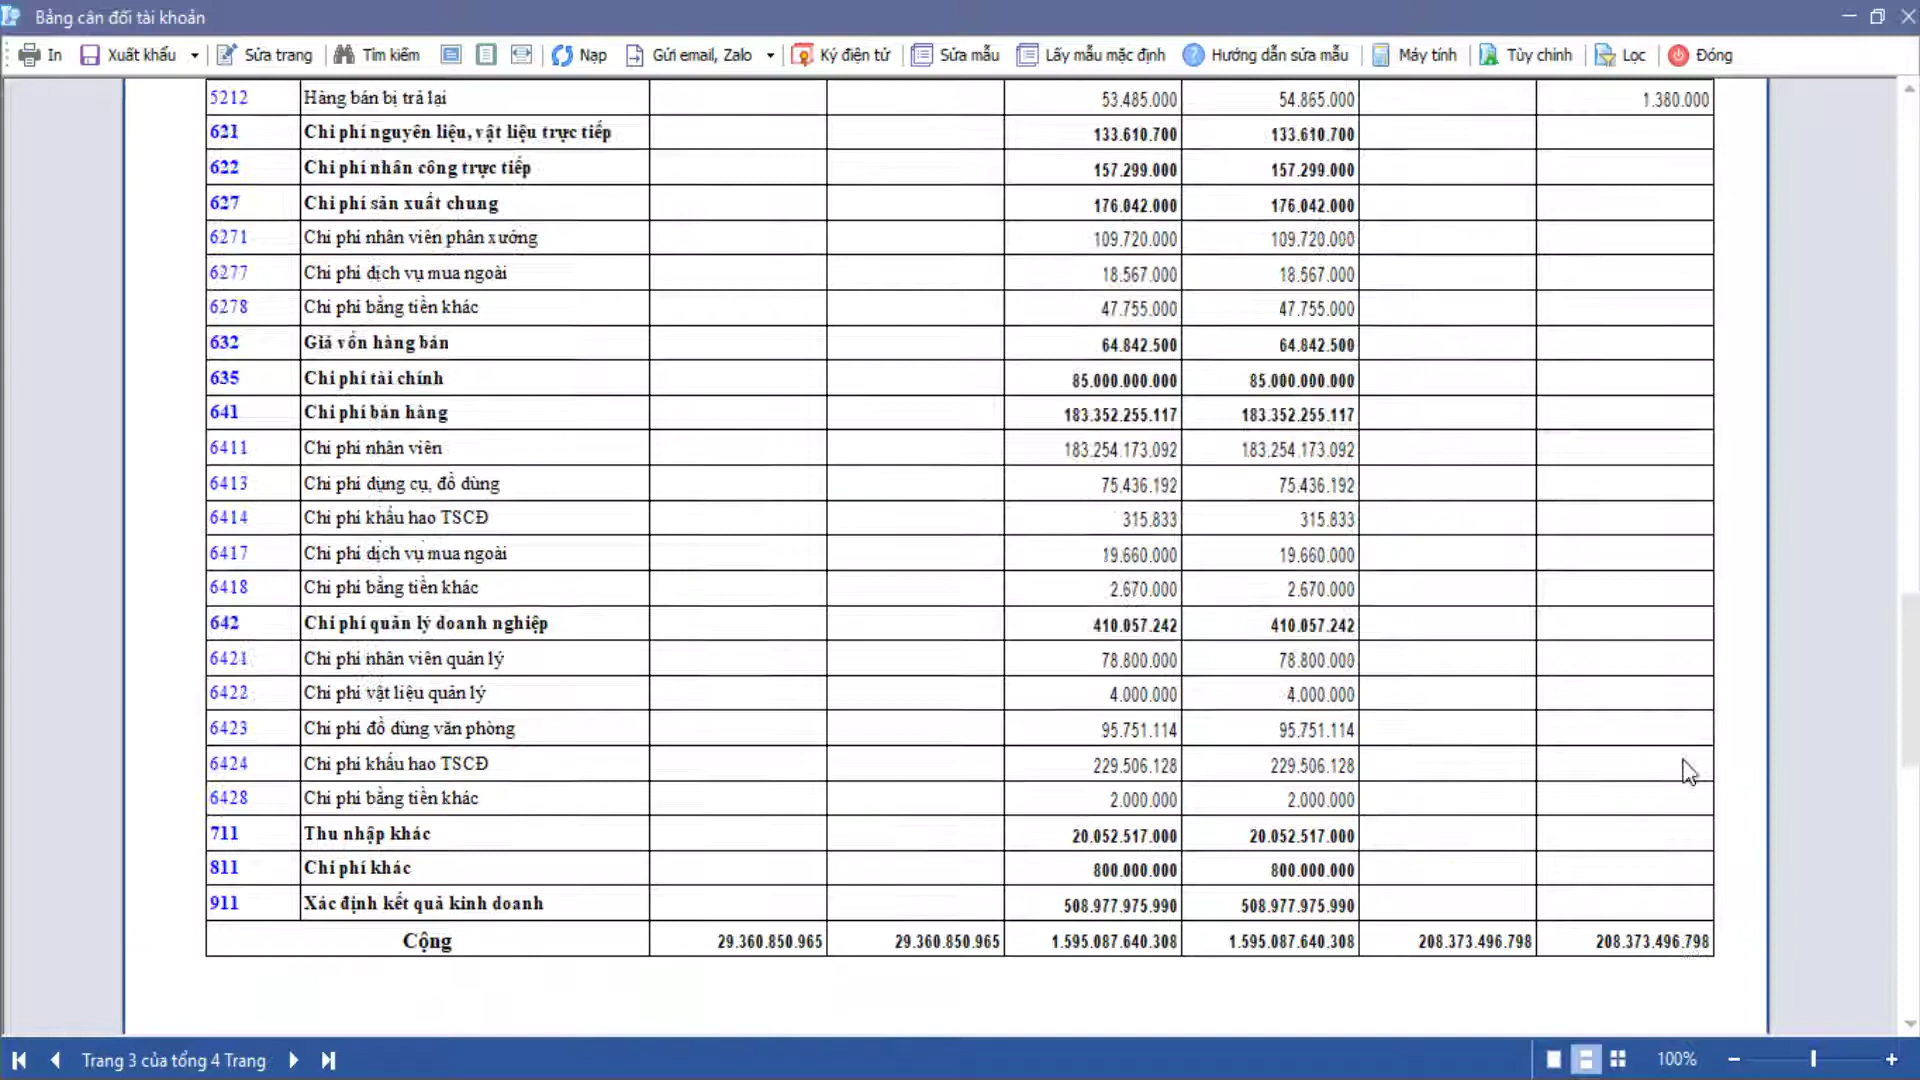 Bảng cân đối tài khoản
In Xuất khẩu Sửa trang Tìm kiếm Nạp Gửi email, Zalo Ký điện tử Sửa mẫu Lấy mẫu mặc định Hướng dẫn sửa mẫu Máy tính Tùy chỉnh Lọc Đóng
5212 Hàng bán bị trả lại 53.485.000 54.865.000 1.380.000
621 Chi phí nguyên liệu, vật liệu trực tiếp 133.610.700 133.610.700
622 Chi phí nhân công trực tiếp 157.299.000 157.299.000
627 Chi phí sản xuất chung 176.042.000 176.042.000
6271 Chi phí nhân viên phân xưởng 109.720.000 109.720.000
6277 Chi phí dịch vụ mua ngoài 18.567.000 18.567.000
6278 Chi phí bằng tiền khác 47.755.000 47.755.000
632 Giá vốn hàng bán 64.842.500 64.842.500
635 Chi phí tài chính 85.000.000.000 85.000.000.000
641 Chi phí bán hàng 183.352.255.117 183.352.255.117
6411 Chi phí nhân viên 183.254.173.092 183.254.173.092
6413 Chi phí dụng cụ, đồ dùng 75.436.192 75.436.192
6414 Chi phí khấu hao TSCĐ 315.833 315.833
6417 Chi phí dịch vụ mua ngoài 19.660.000 19.660.000
6418 Chi phí bằng tiền khác 2.670.000 2.670.000
642 Chi phí quản lý doanh nghiệp 410.057.242 410.057.242
6421 Chi phí nhân viên quản lý 78.800.000 78.800.000
6422 Chi phí vật liệu quản lý 4.000.000 4.000.000
6423 Chi phí đồ dùng văn phòng 95.751.114 95.751.114
6424 Chi phí khấu hao TSCĐ 229.506.128 229.506.128
6428 Chi phí bằng tiền khác 2.000.000 2.000.000
711 Thu nhập khác 20.052.517.000 20.052.517.000
811 Chi phí khác 800.000.000 800.000.000
911 Xác định kết quả kinh doanh 508.977.975.990 508.977.975.990
Cộng 29.360.850.965 29.360.850.965 1.595.087.640.308 1.595.087.640.308 208.373.496.798 208.373.496.798
Trang 3 của tổng 4 Trang 100%